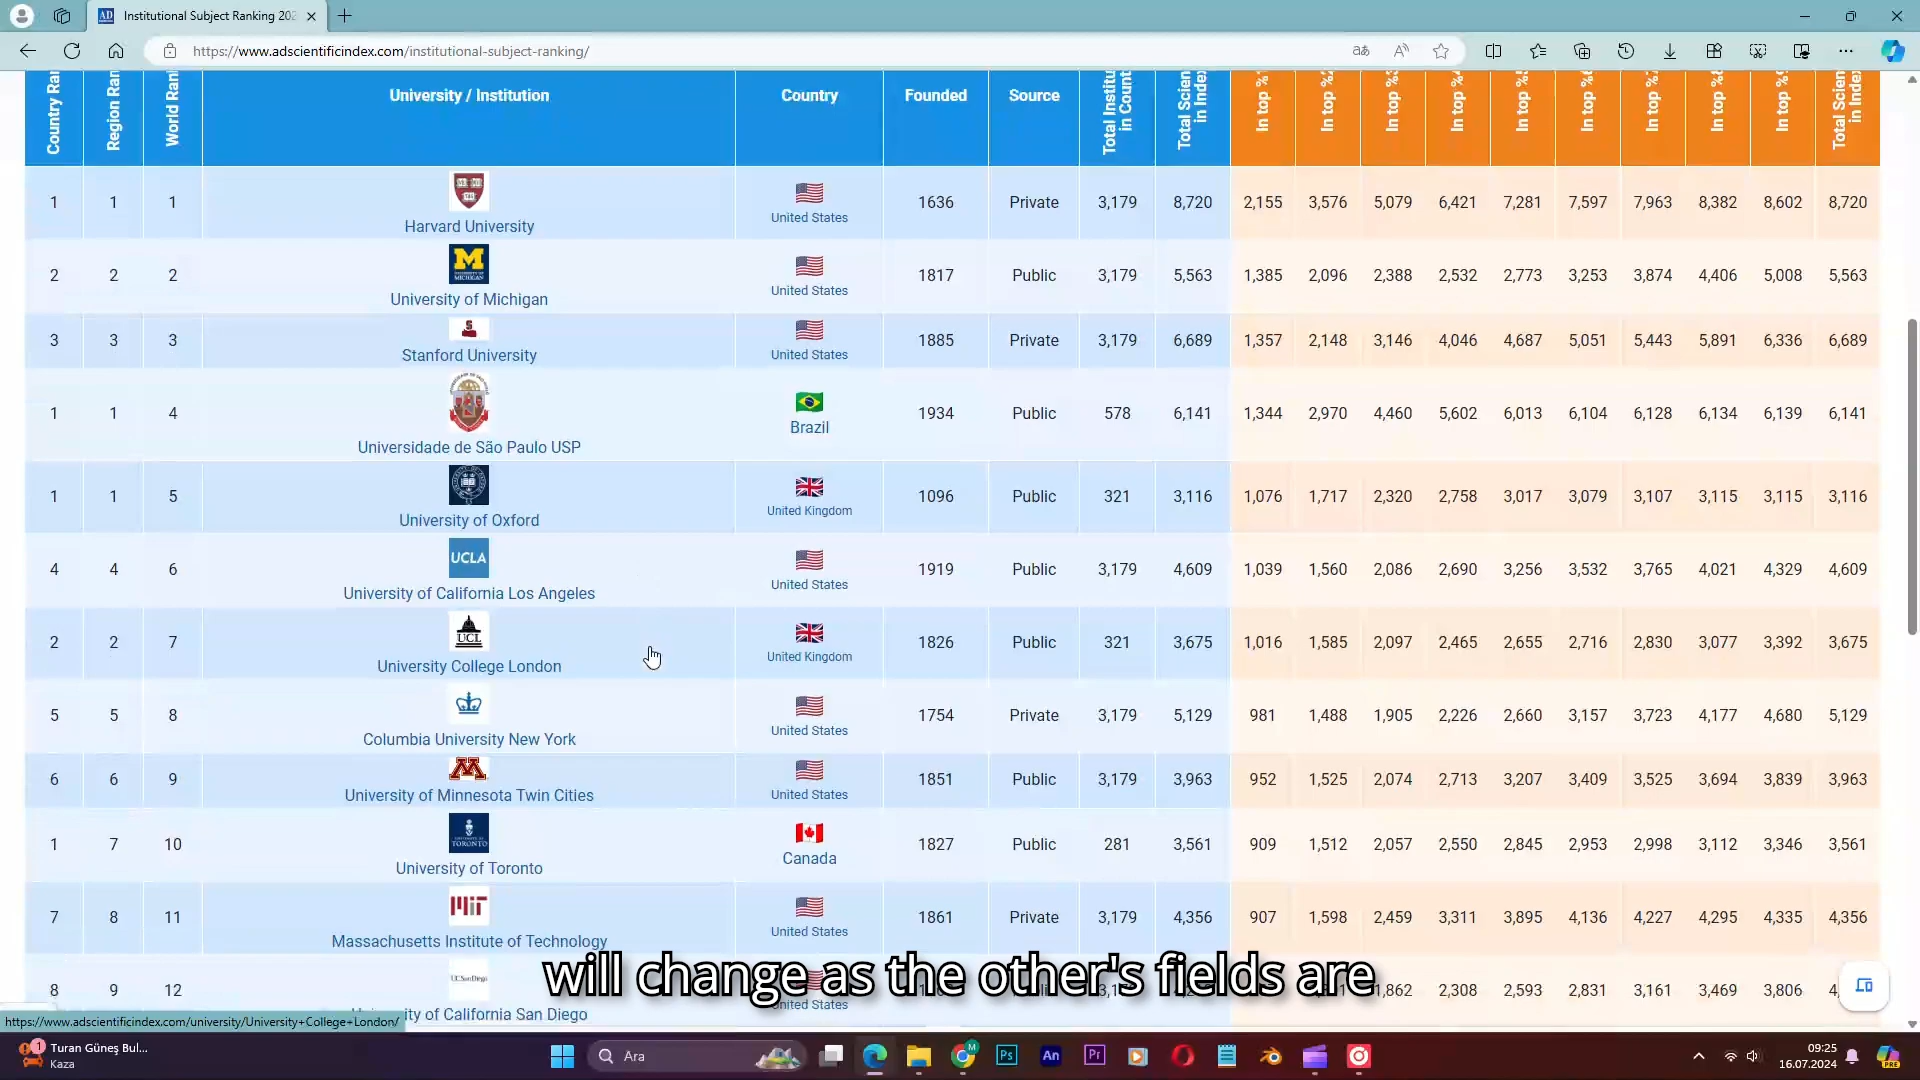 Institutional Subject Ranking 202
https://www.adscientificindex.com/institutional-subject-ranking/
Country Ran Region Ran World Rank University / Institution Country Founded Source Total Institu in Count Total Scien in Index In top %1 In top %2 In top %3 In top %4 In top %5 In top %6 In top %7 In top %8 In top %9 Total Scien in Index
1 1 1 Harvard University United States 1636 Private 3,179 8,720 2,155 3,576 5,079 6,421 7,281 7,597 7,963 8,382 8,602 8,720
2 2 2 University of Michigan United States 1817 Public 3,179 5,563 1,385 2,096 2,388 2,532 2,773 3,253 3,874 4,406 5,008 5,563
3 3 3 Stanford University United States 1885 Private 3,179 6,689 1,357 2,148 3,146 4,046 4,687 5,051 5,443 5,891 6,336 6,689
1 1 4 Universidade de São Paulo USP Brazil 1934 Public 578 6,141 1,344 2,970 4,460 5,602 6,013 6,104 6,128 6,134 6,139 6,141
1 1 5 University of Oxford United Kingdom 1096 Public 321 3,116 1,076 1,717 2,320 2,758 3,017 3,079 3,107 3,115 3,115 3,116
4 4 6 UCLA University of California Los Angeles United States 1919 Public 3,179 4,609 1,039 1,560 2,086 2,690 3,256 3,532 3,765 4,021 4,329 4,609
2 2 7 UCL University College London United Kingdom 1826 Public 321 3,675 1,016 1,585 2,097 2,465 2,655 2,716 2,830 3,077 3,392 3,675
5 5 8 Columbia University New York United States 1754 Private 3,179 5,129 981 1,488 1,905 2,226 2,660 3,157 3,723 4,177 4,680 5,129
6 6 9 University of Minnesota Twin Cities United States 1851 Public 3,179 3,963 952 1,525 2,074 2,713 3,207 3,409 3,525 3,694 3,839 3,963
1 7 10 University of Toronto Canada 1827 Public 281 3,561 909 1,512 2,057 2,550 2,845 2,953 2,998 3,112 3,346 3,561
7 8 11 MIT Massachusetts Institute of Technology United States 1861 Private 3,179 4,356 907 1,598 2,459 3,311 3,895 4,136 4,227 4,295 4,335 4,356
8 9 12 UC San Diego University of California San Diego United States 2,308 2,593 2,831 3,161 3,469 3,806
will change as the other's fields are
https://www.adscientificindex.com/university/University+College+London/
1 Turan Güneş Bul...
Kaza
Ara
09:25
16.07.2024